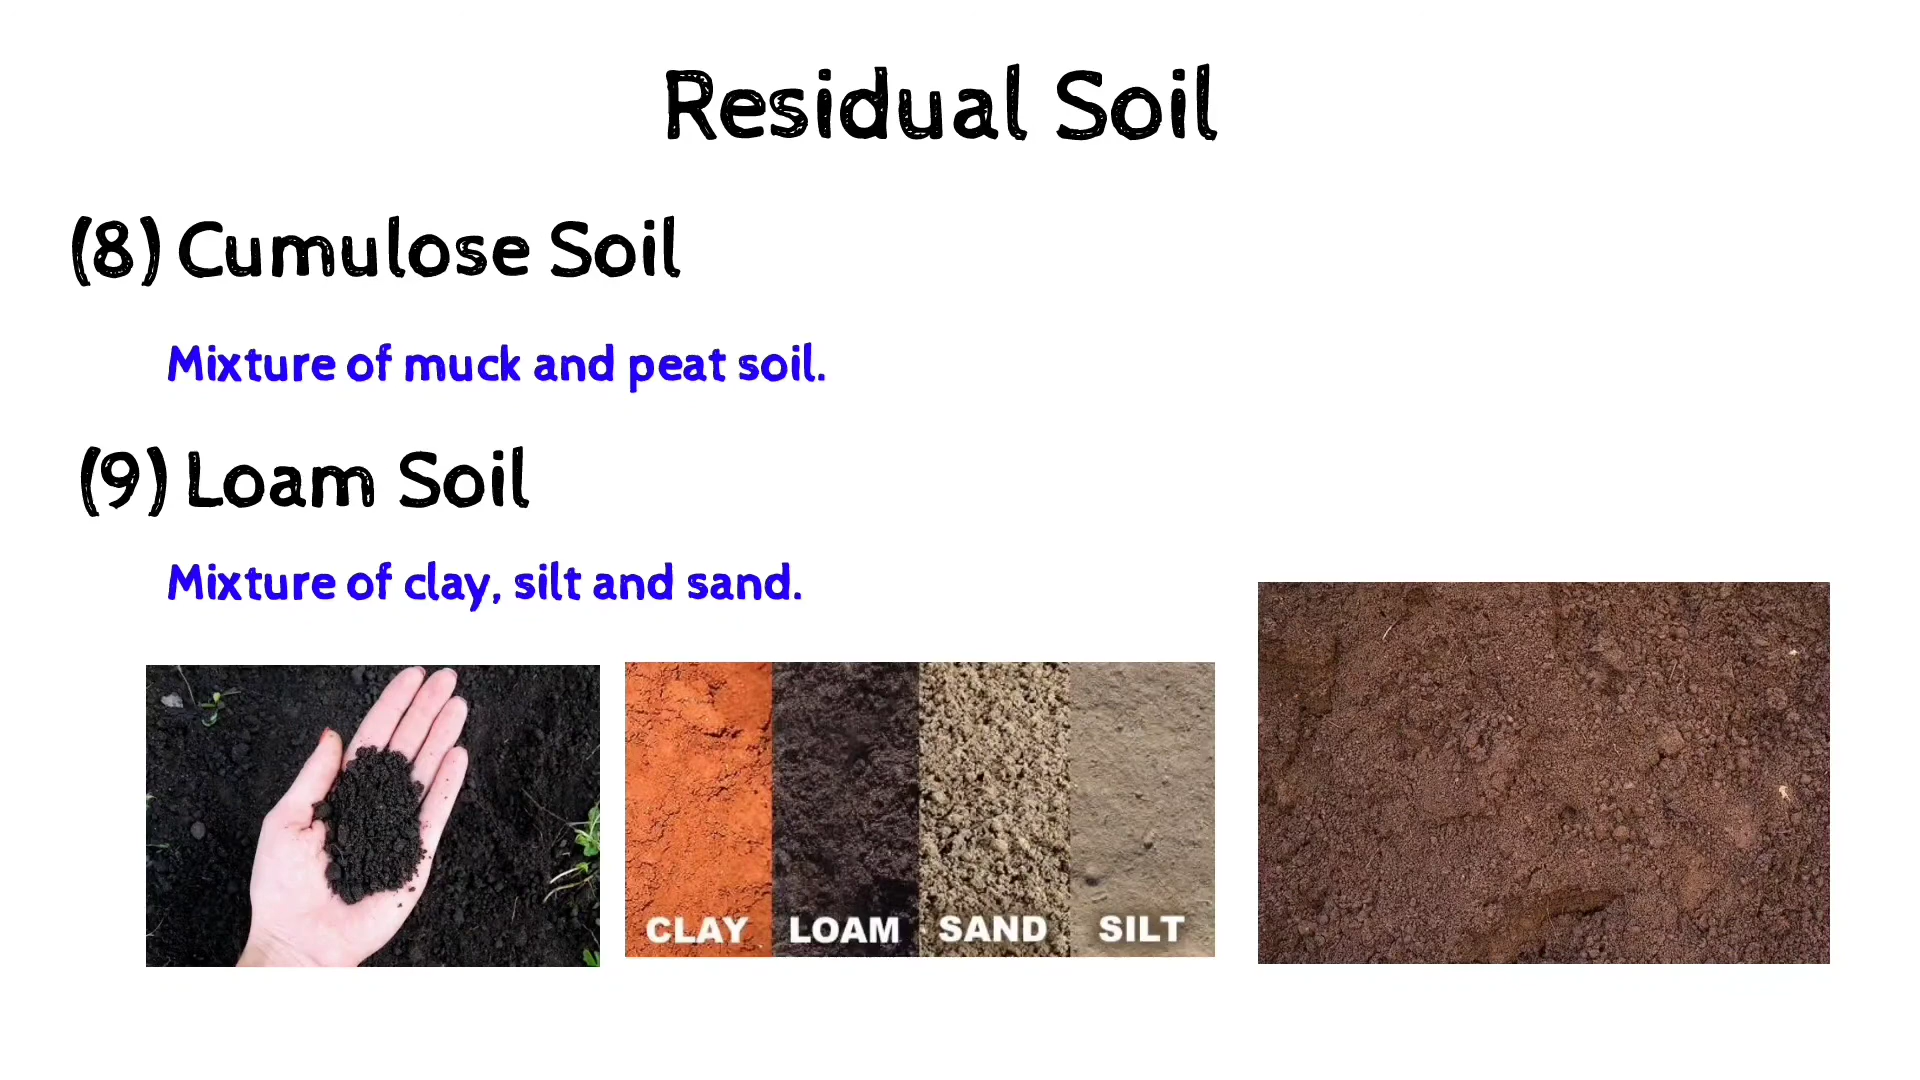 Residual Soil
(8) Cumulose Soil
Mixture of muck and peat soil.
(9) Loam Soil
Mixture of clay, silt and sand.
CLAY LOAM SAND SILT